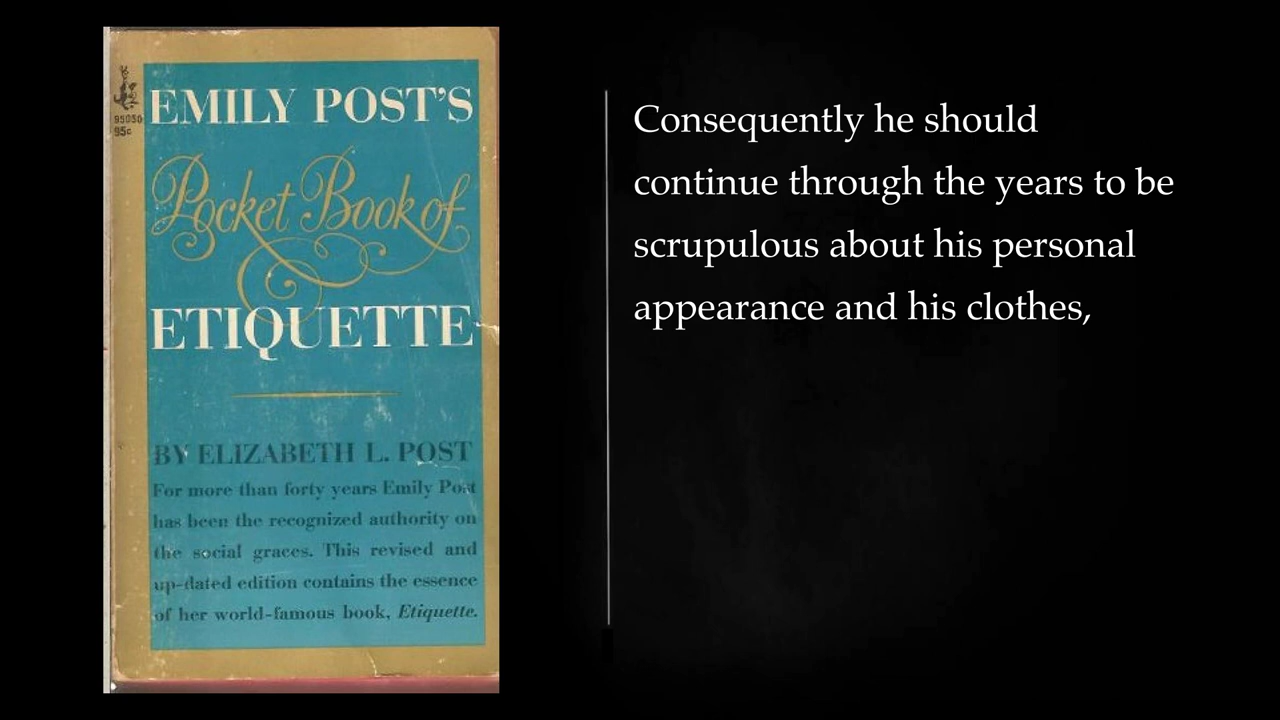 95050
95c
EMILY POST'S
Pocket Book of
ETIQUETTE
BY ELIZABETH L. POST
For more than forty years Emily Post
has been the recognized authority on
the social graces. This revised and
up-dated edition contains the essence
of her world-famous book, Etiquette.
Consequently he should
continue through the years to be
scrupulous about his personal
appearance and his clothes,